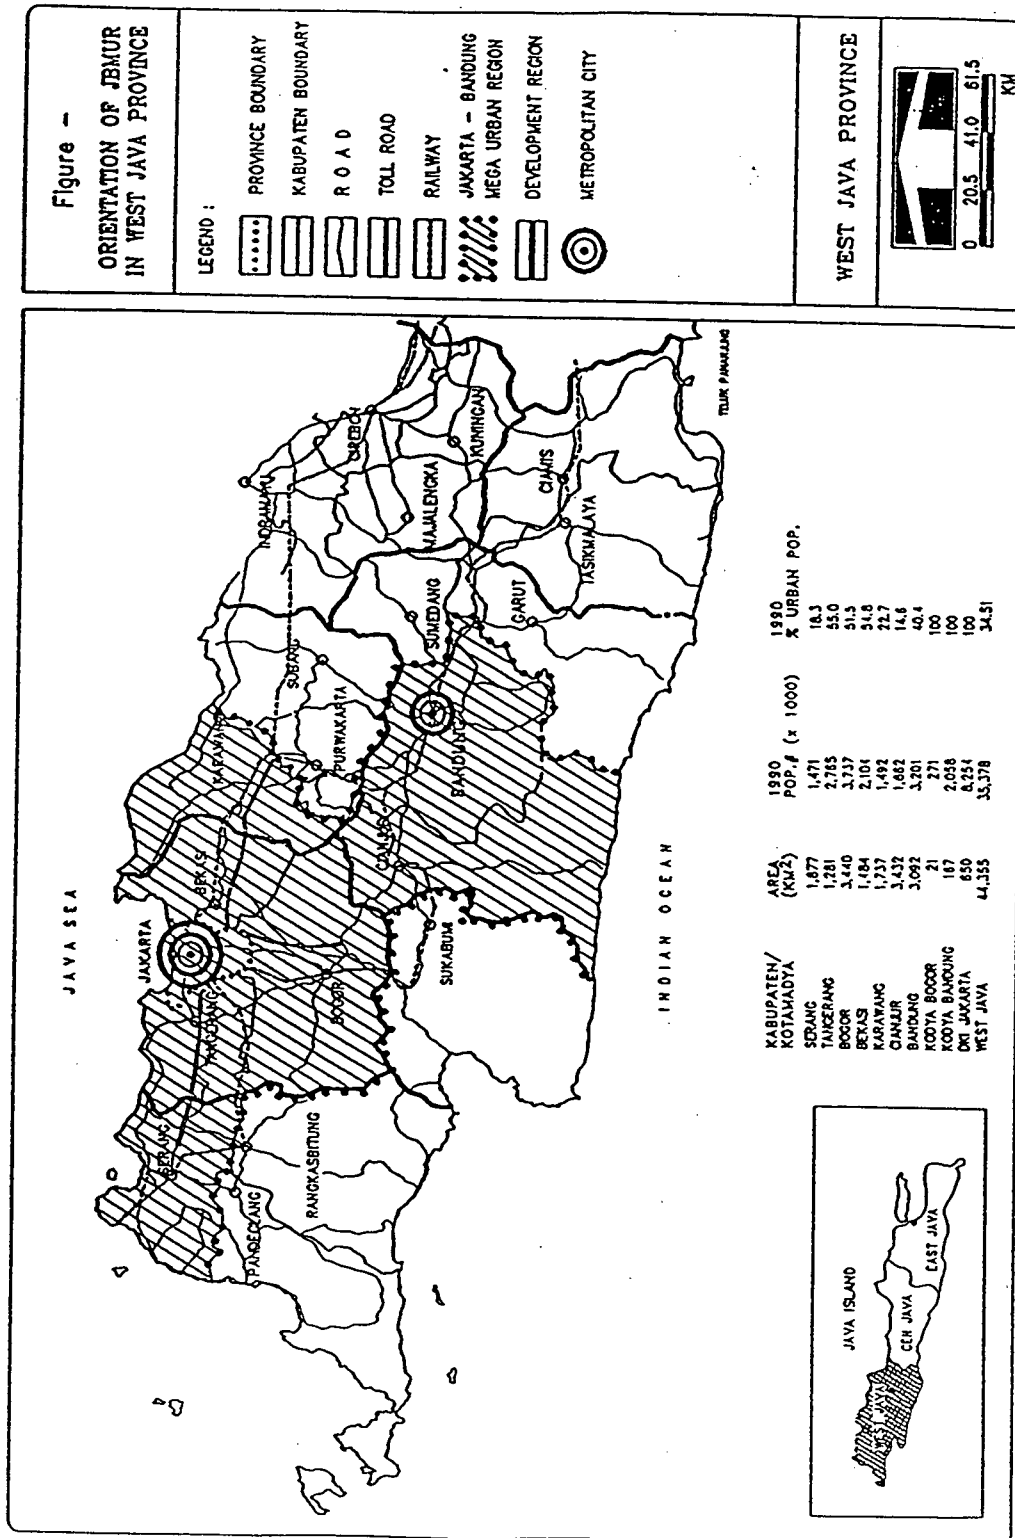 Figure -
ORIENTATION OF JBMUR
IN WEST JAVA PROVINCE
LEGEND :
PROVINCE BOUNDARY
KABUPATEN BOUNDARY
R O A D
TOLL ROAD
RAILWAY
JAKARTA - BANDUNG
MEGA URBAN REGION
DEVELOPMENT REGION
METROPOLITAN CITY
WEST JAVA PROVINCE
0 20.5 41.0 61.5
KM
JAVA SEA
JAKARTA
SERANG
TANGERANG
BEKASI
KARAWANG
PANDEGLANG
RANGKASBITUNG
BOGOR
PURWAKARTA
SUBANG
INDRAMAYU
CIREBON
SUKABUMI
CIANJUR
BANDUNG
SUMEDANG
MAJALENGKA
KUNINGAN
GARUT
TASIKMALAYA
CIAMIS
INDIAN OCEAN
KABUPATEN/ KOTAMADYA AREA (KM2) 1990 POP.# (x 1000) 1990 % URBAN POP.
SERANG 1,877 1,471 18.3
TANGERANG 1,281 2,765 55.0
BOGOR 3,440 3,737 51.5
BEKASI 1,484 2,104 54.8
KARAWANG 1,737 1,492 22.7
CIANJUR 3,432 1,662 14.6
BANDUNG 3,092 3,201 40.4
KODYA BOGOR 21 271 100
KODYA BANDUNG 167 2,058 100
DKI JAKARTA 650 8,254 100
WEST JAVA 44,355 35,378 34.51
JAVA ISLAND
WEST JAVA
CEN JAVA
EAST JAVA